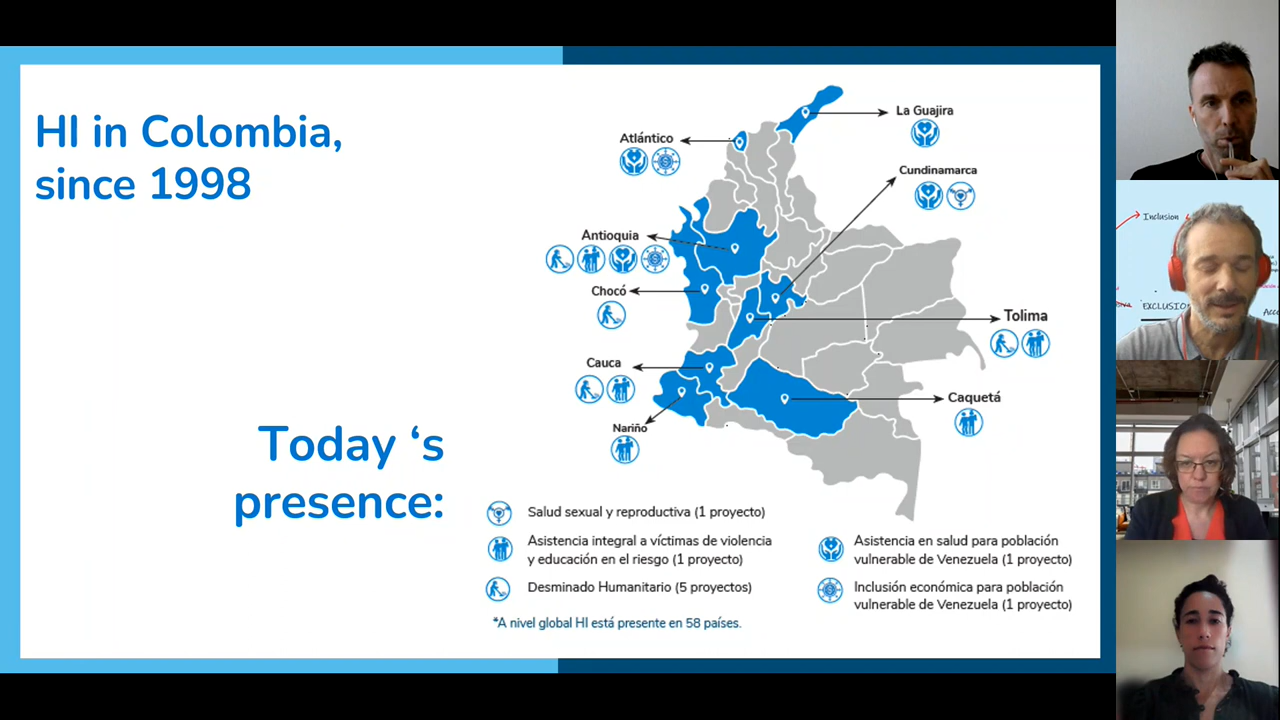 HI in Colombia,
since 1998
Today ‘s
presence:
La Guajira
Atlántico
Cundinamarca
Antioquia
Chocó
Tolima
Cauca
Caquetá
Nariño
Salud sexual y reproductiva (1 proyecto)
Asistencia integral a víctimas de violencia
y educación en el riesgo (1 proyecto)
Desminado Humanitario (5 proyectos)
Asistencia en salud para población
vulnerable de Venezuela (1 proyecto)
Inclusión económica para población
vulnerable de Venezuela (1 proyecto)
*A nivel global HI está presente en 58 países.
Inclusion
EXCLUSIO
Acce